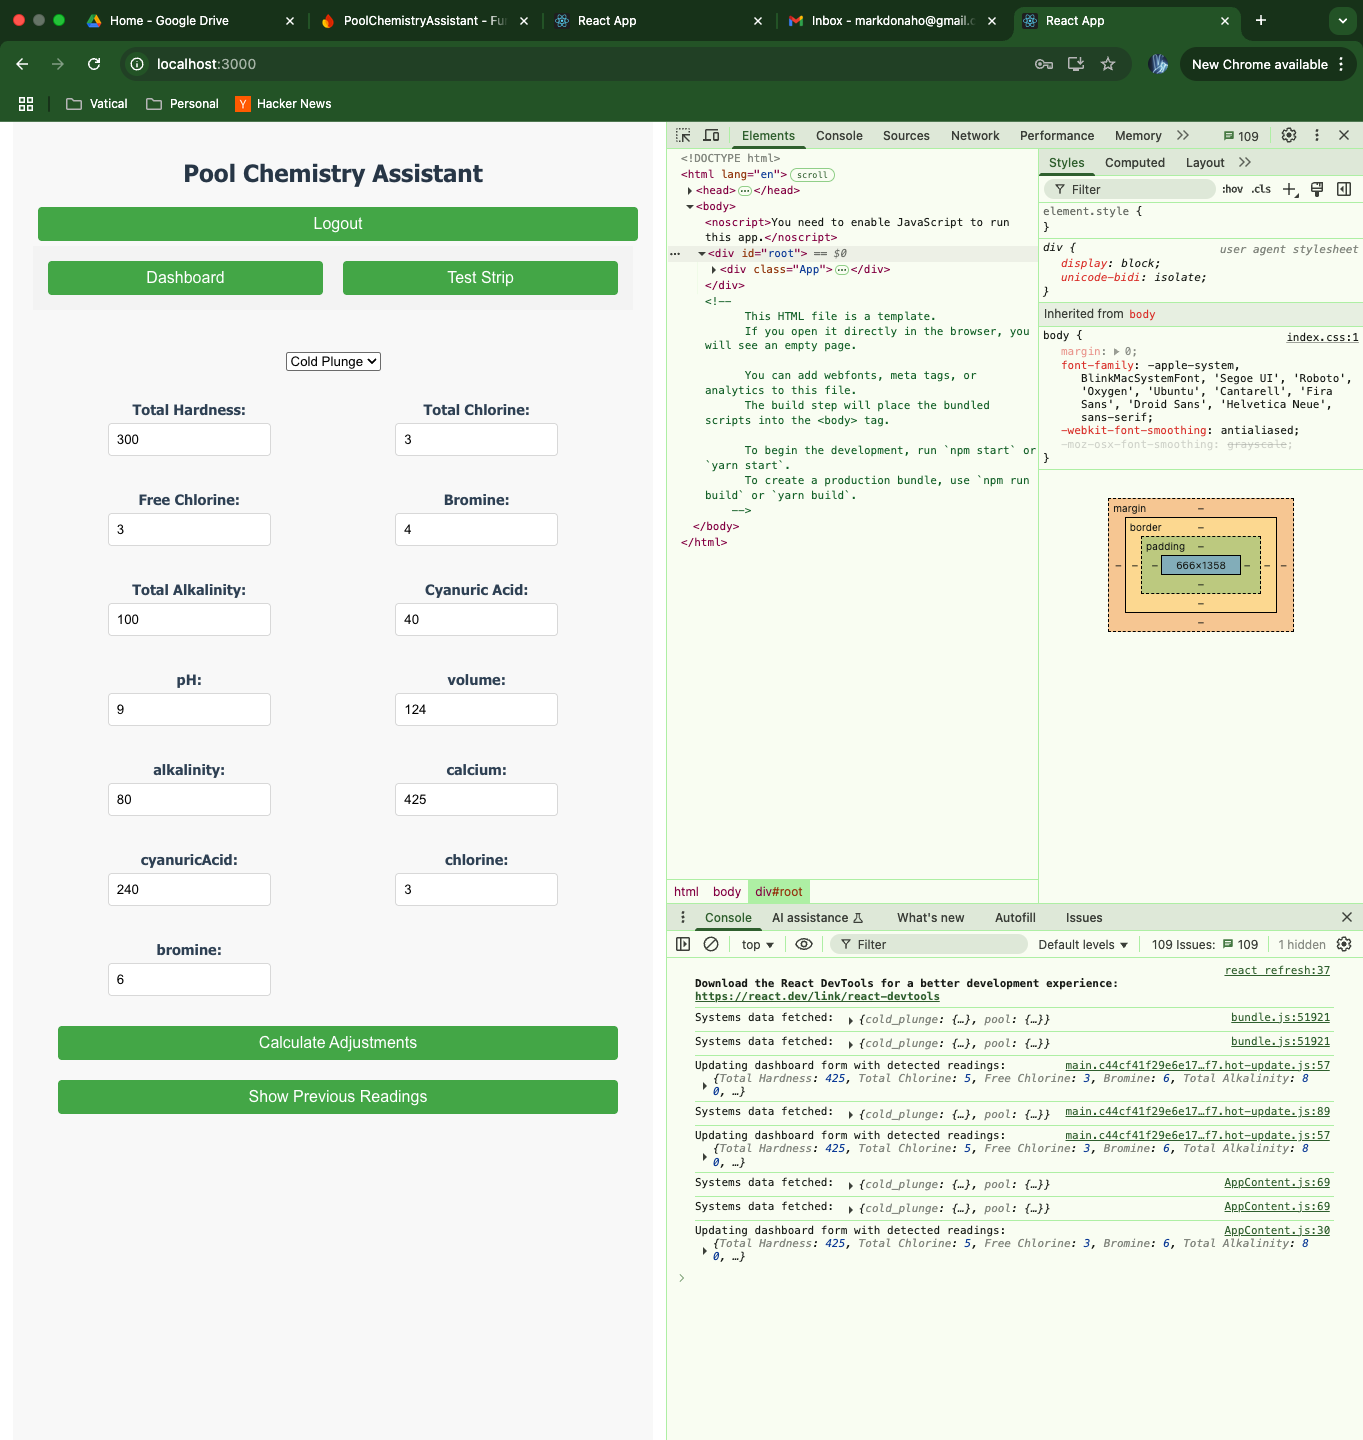 Home - Google Drive
PoolChemistryAssistant - Fu
React App
Inbox - markdonaho@gmail.c
React App
localhost:3000
New Chrome available
Vatical
Personal
Hacker News
Pool Chemistry Assistant
Logout
Dashboard
Test Strip
Cold Plunge
Total Hardness:
Total Chlorine:
300
3
Free Chlorine:
Bromine:
3
4
Total Alkalinity:
Cyanuric Acid:
100
40
pH:
volume:
9
124
alkalinity:
calcium:
80
425
cyanuricAcid:
chlorine:
240
3
bromine:
6
Calculate Adjustments
Show Previous Readings
Elements Console Sources Network Performance Memory 109
<!DOCTYPE html>
<html lang="en"> scroll
<head> … </head>
<body>
<noscript>You need to enable JavaScript to run
this app.</noscript>
<div id="root"> == $0
<div class="App"> … </div>
</div>
<!--
This HTML file is a template.
If you open it directly in the browser, you
will see an empty page.
You can add webfonts, meta tags, or
analytics to this file.
The build step will place the bundled
scripts into the <body> tag.
To begin the development, run `npm start` or
`yarn start`.
To create a production bundle, use `npm run
build` or `yarn build`.
-->
</body>
</html>
html body div#root
Styles Computed Layout
Filter :hov .cls
element.style {
}
div { user agent stylesheet
display: block;
unicode-bidi: isolate;
}
Inherited from body
body { index.css:1
margin: 0;
font-family: -apple-system,
BlinkMacSystemFont, 'Segoe UI', 'Roboto',
'Oxygen', 'Ubuntu', 'Cantarell', 'Fira
Sans', 'Droid Sans', 'Helvetica Neue',
sans-serif;
-webkit-font-smoothing: antialiased;
-moz-osx-font-smoothing: grayscale;
}
margin –
border –
padding –
– – – 666×1358 – – –
–
–
–
Console AI assistance What's new Autofill Issues
top Filter Default levels 109 Issues: 109 1 hidden
react refresh:37
Download the React DevTools for a better development experience:
https://react.dev/link/react-devtools
Systems data fetched: {cold_plunge: {…}, pool: {…}} bundle.js:51921
Systems data fetched: {cold_plunge: {…}, pool: {…}} bundle.js:51921
Updating dashboard form with detected readings: main.c44cf41f29e6e17…f7.hot-update.js:57
{Total Hardness: 425, Total Chlorine: 5, Free Chlorine: 3, Bromine: 6, Total Alkalinity: 8
0, …}
Systems data fetched: {cold_plunge: {…}, pool: {…}} main.c44cf41f29e6e17…f7.hot-update.js:89
Updating dashboard form with detected readings: main.c44cf41f29e6e17…f7.hot-update.js:57
{Total Hardness: 425, Total Chlorine: 5, Free Chlorine: 3, Bromine: 6, Total Alkalinity: 8
0, …}
Systems data fetched: {cold_plunge: {…}, pool: {…}} AppContent.js:69
Systems data fetched: {cold_plunge: {…}, pool: {…}} AppContent.js:69
Updating dashboard form with detected readings: AppContent.js:30
{Total Hardness: 425, Total Chlorine: 5, Free Chlorine: 3, Bromine: 6, Total Alkalinity: 8
0, …}